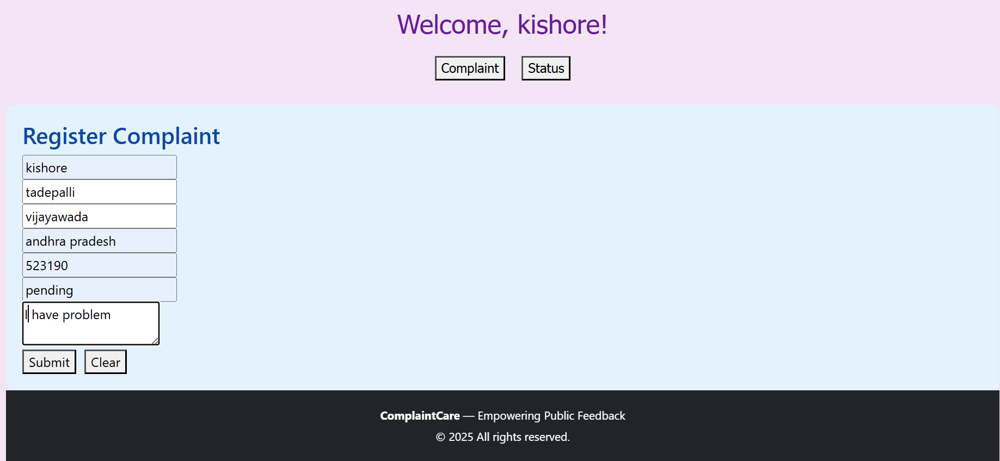 Welcome, kishore!
Complaint Status
Register Complaint
kishore
tadepalli
vijayawada
andhra pradesh
523190
pending
I have problem
Submit Clear
ComplaintCare — Empowering Public Feedback
© 2025 All rights reserved.